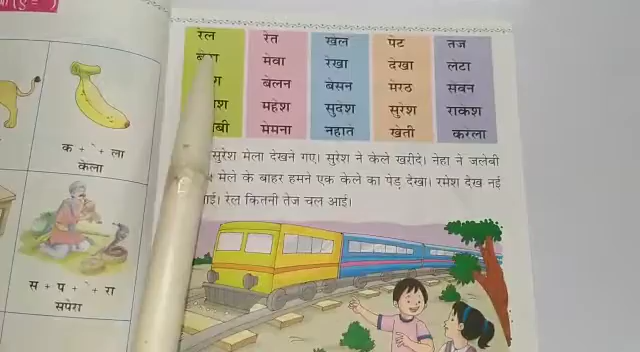 रेल रेत खेल पेट तेज
मेवा रेखा देखा लेटा
बेलन बेसन मेरठ सेवन
महेश सुदेश सुरेश राकेश
मेमना नहाते खेती करेला
सुरेश मेला देखने गए। सुरेश ने केले खरीदे। नेहा ने जलेबी
मेले के बाहर हमने एक केले का पेड़ देखा। रमेश देख नई
रेल कितनी तेज चल आई।
क + े + ला
केला
स + प + े + रा
सपेरा